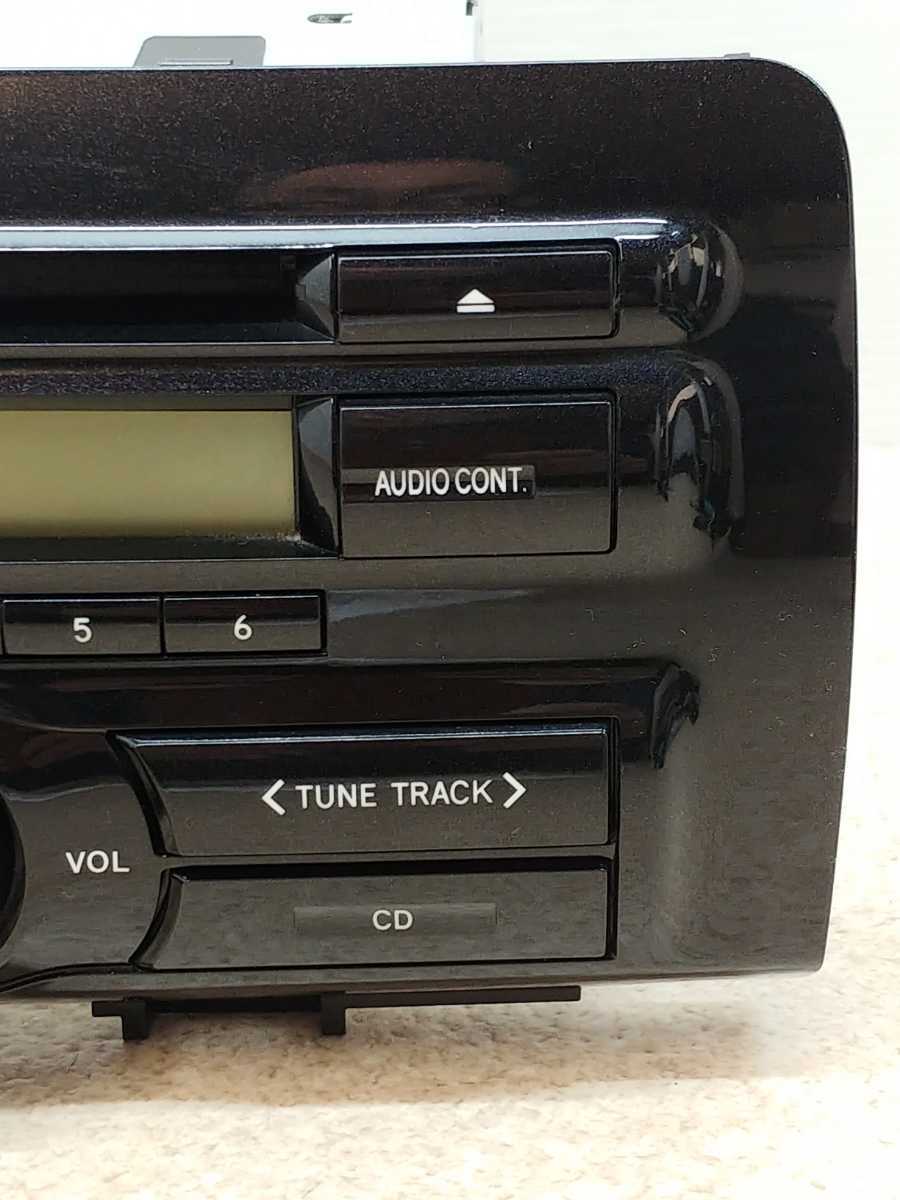 AUDIO CONT.
5 6
< TUNE TRACK >
VOL
CD